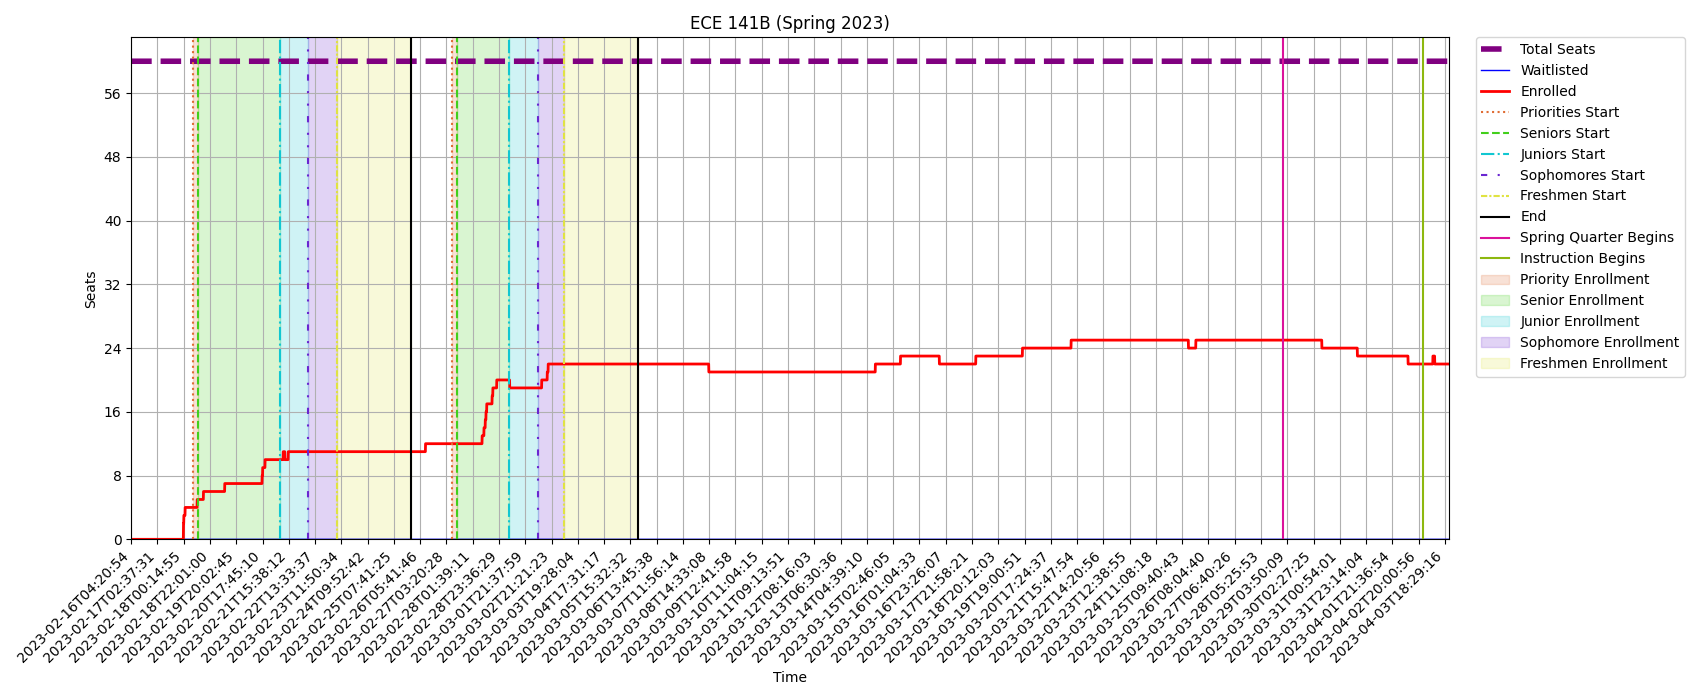 ECE 141B (Spring 2023)
Total Seats
Waitlisted
Enrolled
Priorities Start
Seniors Start
Juniors Start
Sophomores Start
Freshmen Start
End
Spring Quarter Begins
Instruction Begins
Priority Enrollment
Senior Enrollment
Junior Enrollment
Sophomore Enrollment
Freshmen Enrollment
Seats
56
48
40
32
24
16
8
0
2023-02-16T04:20:54
2023-02-17T02:37:31
2023-02-18T00:14:55
2023-02-18T22:01:00
2023-02-19T20:02:45
2023-02-20T17:45:10
2023-02-21T15:38:12
2023-02-22T13:33:37
2023-02-23T11:50:34
2023-02-24T09:52:42
2023-02-25T07:41:25
2023-02-26T05:41:46
2023-02-27T03:20:28
2023-02-28T01:39:11
2023-02-28T23:36:29
2023-03-01T21:37:59
2023-03-02T21:21:23
2023-03-03T19:28:04
2023-03-04T17:31:17
2023-03-05T15:32:32
2023-03-06T13:45:38
2023-03-07T11:56:14
2023-03-08T14:33:08
2023-03-09T12:41:58
2023-03-10T11:04:15
2023-03-11T09:13:51
2023-03-12T08:16:03
2023-03-13T06:30:36
2023-03-14T04:39:10
2023-03-15T02:46:05
2023-03-16T01:04:33
2023-03-16T23:26:07
2023-03-17T21:58:21
2023-03-18T20:12:03
2023-03-19T19:00:51
2023-03-20T17:24:37
2023-03-21T15:47:54
2023-03-22T14:20:56
2023-03-23T12:38:55
2023-03-24T11:08:18
2023-03-25T09:40:43
2023-03-26T08:04:40
2023-03-27T06:40:26
2023-03-28T05:25:53
2023-03-29T03:50:09
2023-03-30T02:27:25
2023-03-31T00:54:01
2023-03-31T23:14:04
2023-04-01T21:36:54
2023-04-02T20:00:56
2023-04-03T18:29:16
Time